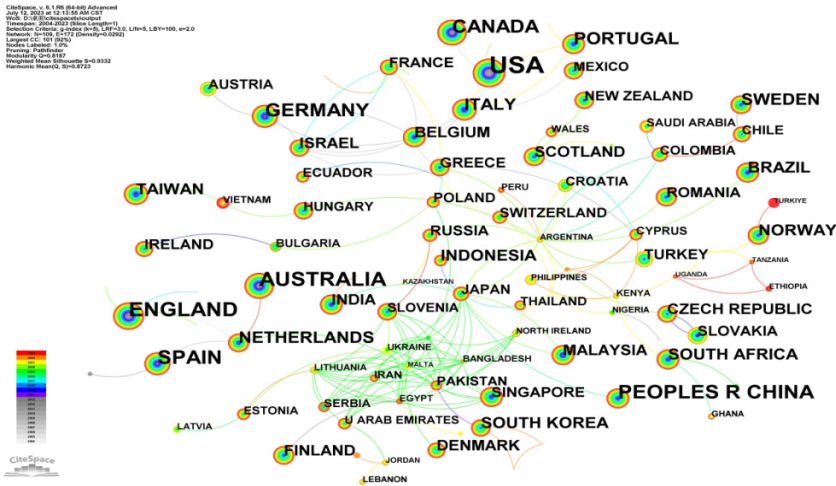 CiteSpace, v. 6.1.R6 (64-bit) Advanced
July 12, 2023 at 12:13:55 AM CST
Timespan: 2004-2023 (Slice Length=1)
Selection Criteria: g-index (k=5), LRF=3.0, L/N=5, LBY=100, e=2.0
Network: N=109, E=172 (Density=0.0292)
Largest CC: 101 (92%)
Nodes Labeled: 1.0%
Pruning: Pathfinder
Modularity Q=0.8187
Weighted Mean Silhouette S=0.9332
Harmonic Mean(Q, S)=0.8723
CANADA
PORTUGAL
USA
FRANCE
MEXICO
AUSTRIA
NEW ZEALAND
SWEDEN
GERMANY
ITALY
SAUDI ARABIA
BELGIUM
WALES
CHILE
ISRAEL
SCOTLAND
COLOMBIA
GREECE
BRAZIL
ECUADOR
CROATIA
TAIWAN
PERU
ROMANIA
VIETNAM
POLAND
TURKIYE
HUNGARY
SWITZERLAND
RUSSIA
ARGENTINA
CYPRUS
NORWAY
IRELAND
BULGARIA
INDONESIA
TURKEY
TANZANIA
AUSTRALIA
KAZAKHSTAN
PHILIPPINES
UGANDA
JAPAN
KENYA
ETHIOPIA
INDIA
THAILAND
ENGLAND
SLOVENIA
NIGERIA
CZECH REPUBLIC
NORTH IRELAND
SLOVAKIA
NETHERLANDS
UKRAINE
SPAIN
BANGLADESH
MALAYSIA
SOUTH AFRICA
LITHUANIA
MALTA
IRAN
PAKISTAN
SINGAPORE
PEOPLES R CHINA
EGYPT
SERBIA
ESTONIA
GHANA
U ARAB EMIRATES
SOUTH KOREA
LATVIA
FINLAND
DENMARK
JORDAN
LEBANON
CiteSpace